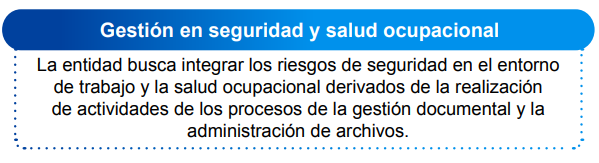 Gestión en seguridad y salud ocupacional
La entidad busca integrar los riesgos de seguridad en el entorno
de trabajo y la salud ocupacional derivados de la realización
de actividades de los procesos de la gestión documental y la
administración de archivos.